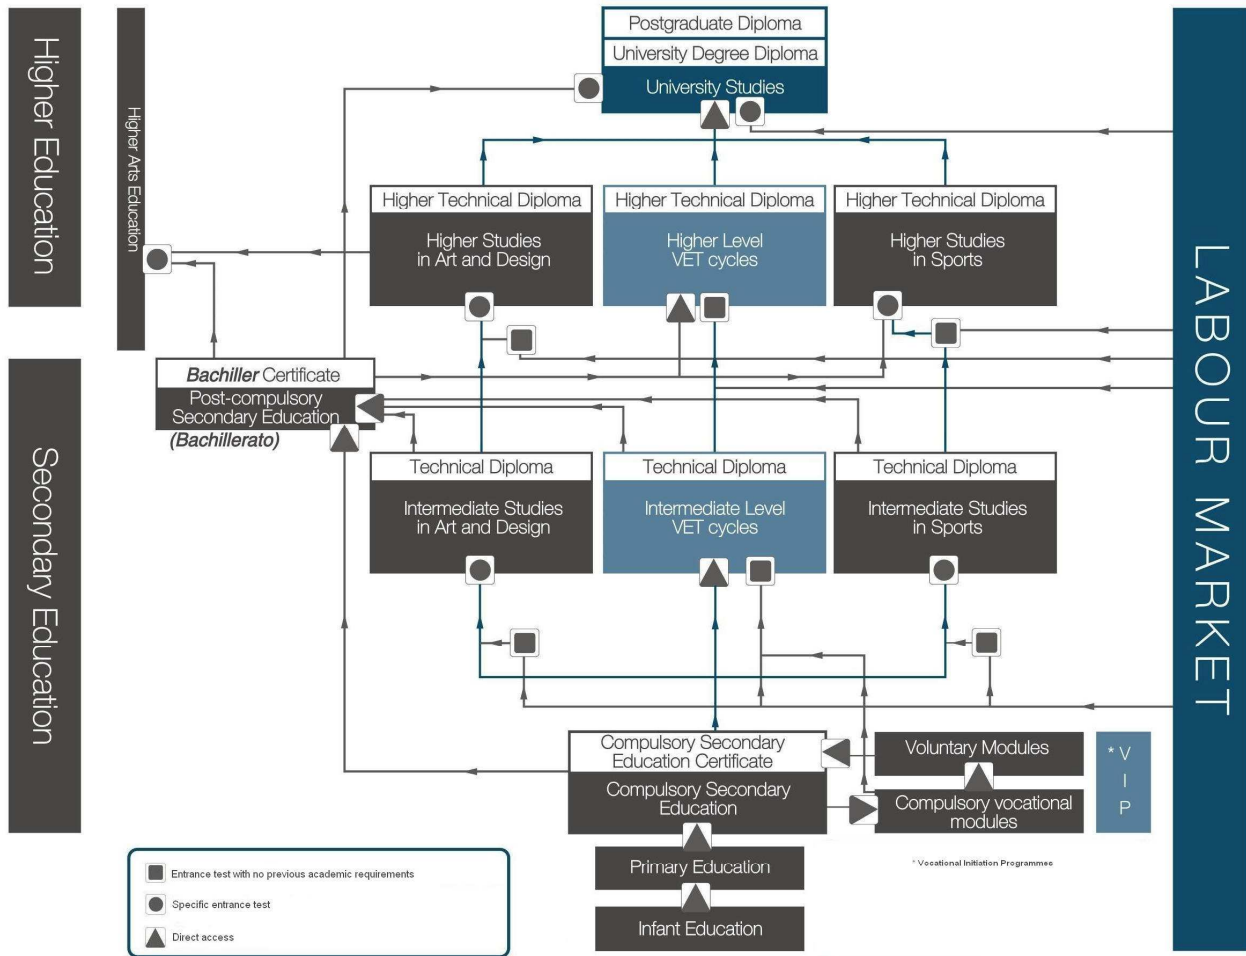 Higher Education
Higher Arts Education
Postgraduate Diploma
University Degree Diploma
University Studies
Higher Technical Diploma
Higher Studies
in Art and Design
Higher Technical Diploma
Higher Level
VET cycles
Higher Technical Diploma
Higher Studies
in Sports
LABOUR MARKET
Secondary Education
Bachiller Certificate
Post-compulsory
Secondary Education
(Bachillerato)
Technical Diploma
Intermediate Studies
in Art and Design
Technical Diploma
Intermediate Level
VET cycles
Technical Diploma
Intermediate Studies
in Sports
Compulsory Secondary
Education Certificate
Compulsory Secondary
Education
Voluntary Modules
Compulsory vocational
modules
* V
I
P
Primary Education
Infant Education
* Vocational Initiation Programmes
Entrance test with no previous academic requirements
Specific entrance test
Direct access